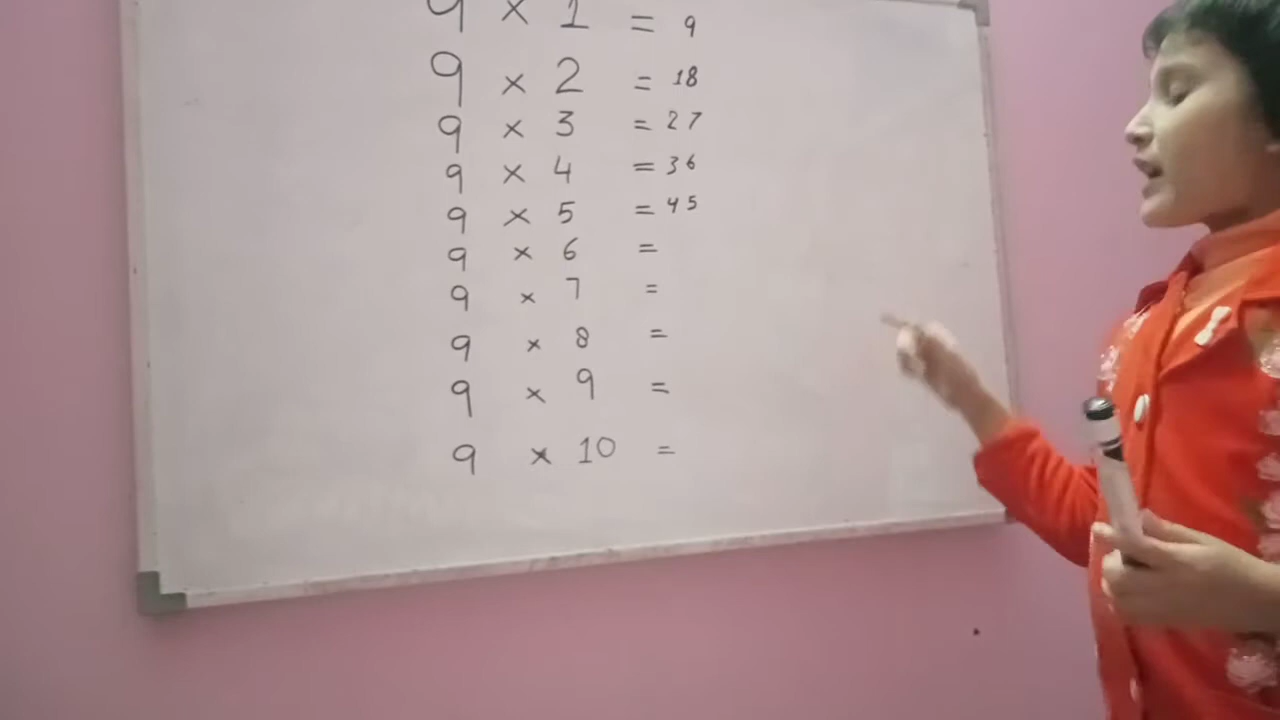 9 × 1 = 9
9 × 2 = 18
9 × 3 = 27
9 × 4 = 36
9 × 5 = 45
9 × 6 =
9 × 7 =
9 × 8 =
9 × 9 =
9 × 10 =